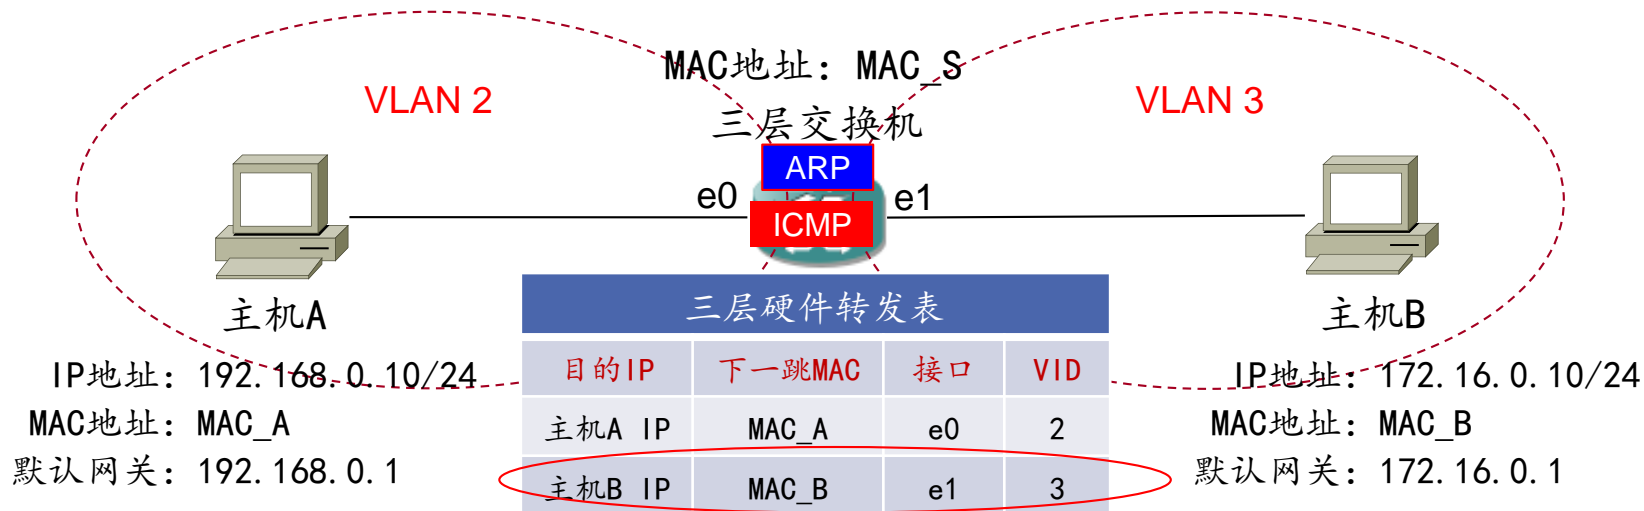 MAC地址：MAC_S
VLAN 2
VLAN 3
三层交换机
ARP
e0
e1
ICMP
主机A
IP地址：192.168.0.10/24
MAC地址：MAC_A
默认网关：192.168.0.1
三层硬件转发表
目的IP 下一跳MAC 接口 VID
主机A IP MAC_A e0 2
主机B IP MAC_B e1 3
主机B
IP地址：172.16.0.10/24
MAC地址：MAC_B
默认网关：172.16.0.1